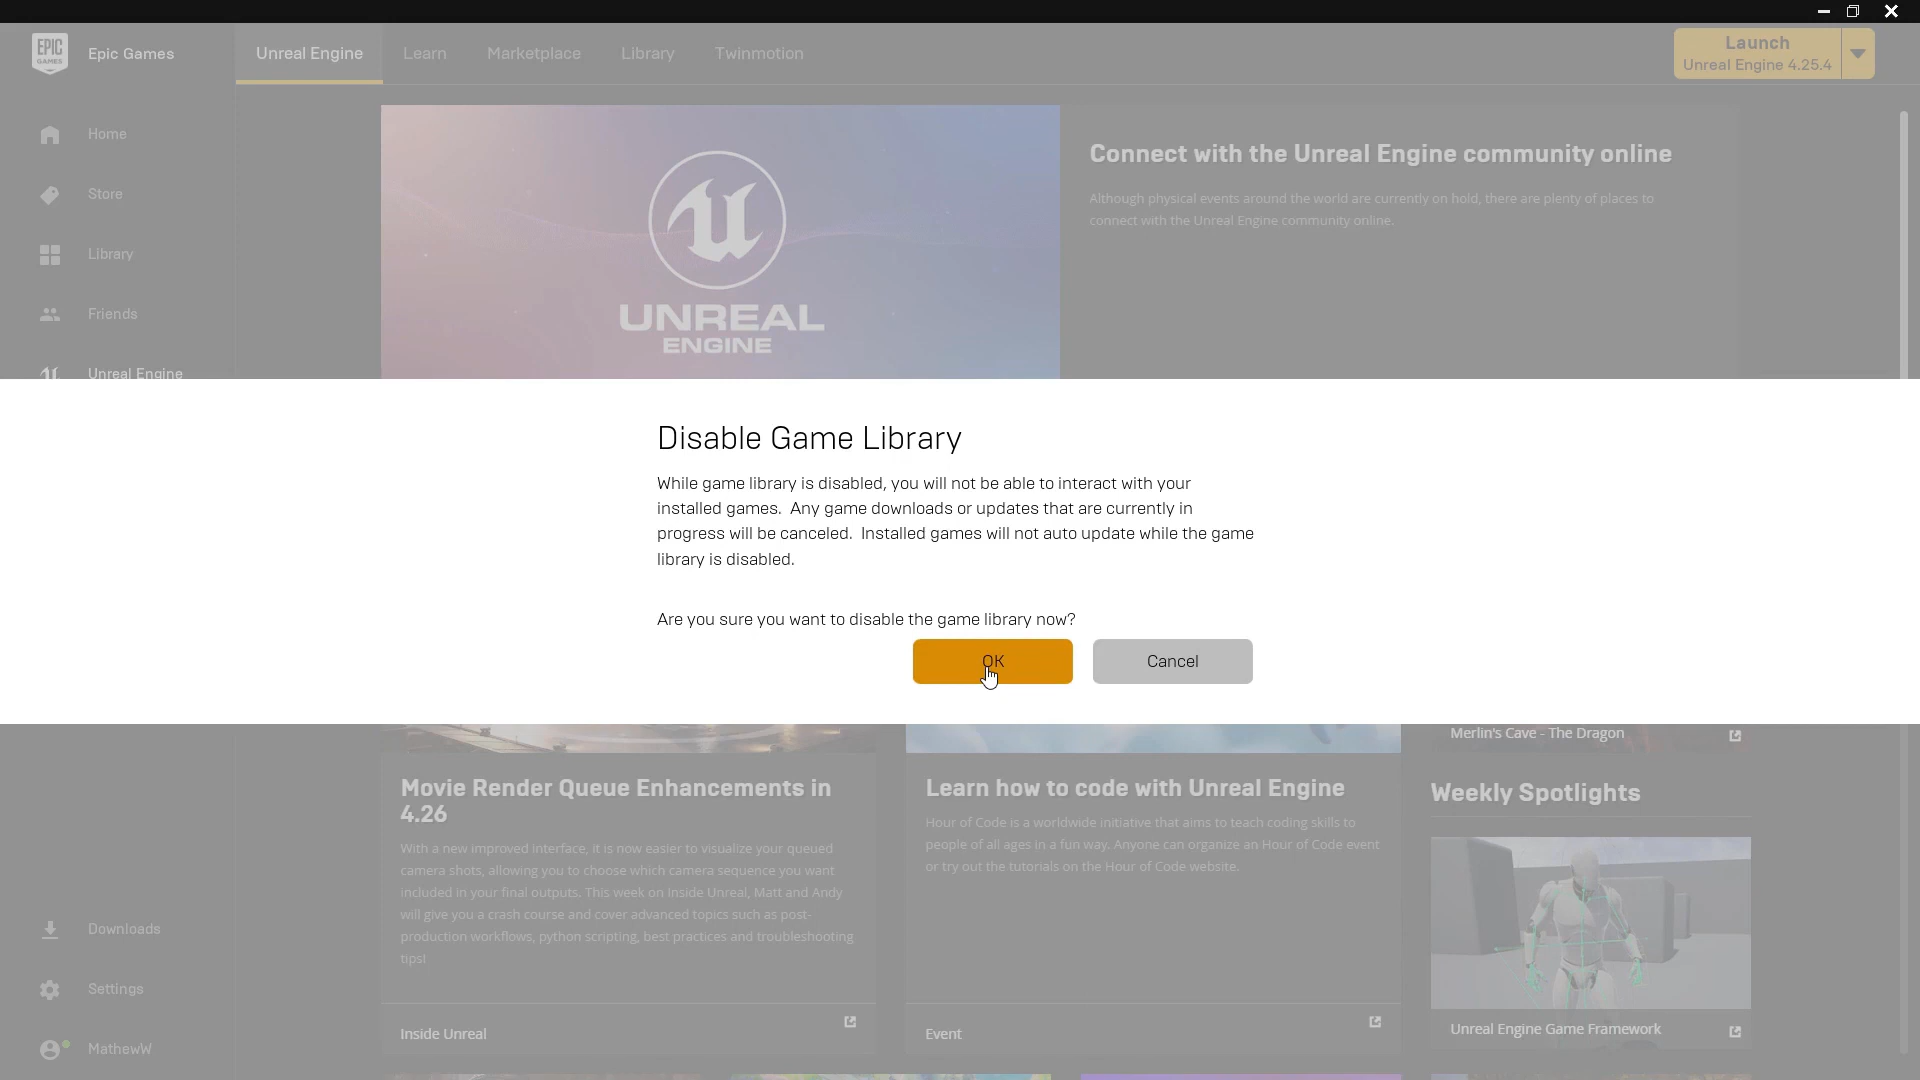 EPIC
GAMES
Epic Games
Unreal Engine
Learn
Marketplace
Library
Twinmotion
Launch
Unreal Engine 4.25.4
Home
Store
Library
Friends
Unreal Engine
UNREAL
ENGINE
Connect with the Unreal Engine community online
Although physical events around the world are currently on hold, there are plenty of places to
connect with the Unreal Engine community online.
Disable Game Library
While game library is disabled, you will not be able to interact with your
installed games. Any game downloads or updates that are currently in
progress will be canceled. Installed games will not auto update while the game
library is disabled.
Are you sure you want to disable the game library now?
OK
Cancel
Movie Render Queue Enhancements in
4.26
With a new improved interface, it is now easier to visualize your queued
camera shots, allowing you to choose which camera sequence you want
included in your final outputs. This week on Inside Unreal, Matt and Andy
will give you a crash course and cover advanced topics such as post-
production workflows, python scripting, best practices and troubleshooting
tips!
Inside Unreal
Learn how to code with Unreal Engine
Hour of Code is a worldwide initiative that aims to teach coding skills to
people of all ages in a fun way. Anyone can organize an Hour of Code event
or try out the tutorials on the Hour of Code website.
Event
Merlin's Cave - The Dragon
Weekly Spotlights
Unreal Engine Game Framework
Downloads
Settings
MathewW